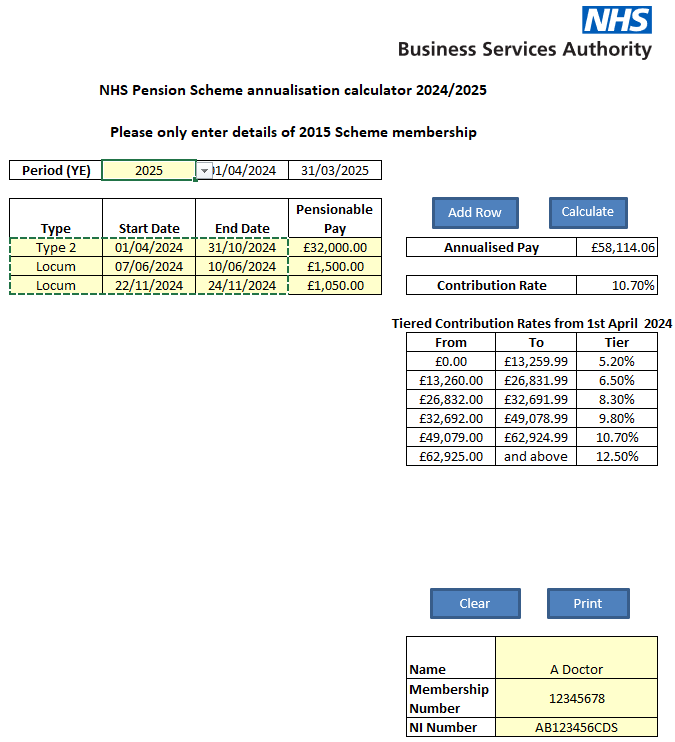 NHS
Business Services Authority
NHS Pension Scheme annualisation calculator 2024/2025
Please only enter details of 2015 Scheme membership
Period (YE) 2025 01/04/2024 31/03/2025
Type Start Date End Date Pensionable Pay
Type 2 01/04/2024 31/10/2024 £32,000.00
Locum 07/06/2024 10/06/2024 £1,500.00
Locum 22/11/2024 24/11/2024 £1,050.00
Add Row Calculate
Annualised Pay £58,114.06
Contribution Rate 10.70%
Tiered Contribution Rates from 1st April 2024
From To Tier
£0.00 £13,259.99 5.20%
£13,260.00 £26,831.99 6.50%
£26,832.00 £32,691.99 8.30%
£32,692.00 £49,078.99 9.80%
£49,079.00 £62,924.99 10.70%
£62,925.00 and above 12.50%
Clear Print
Name A Doctor
Membership Number 12345678
NI Number AB123456CDS